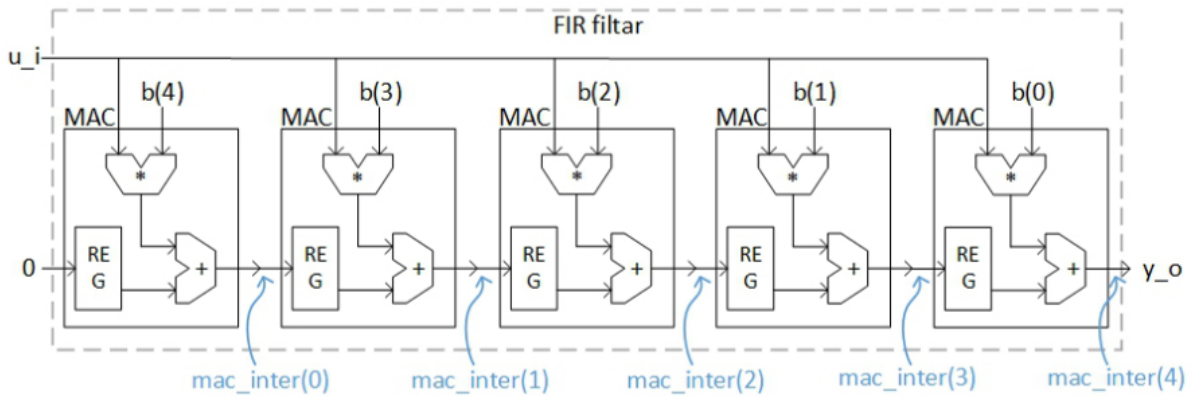 FIR filtar
u_i
b(4) b(3) b(2) b(1) b(0)
MAC MAC MAC MAC MAC
* * * * *
RE RE RE RE RE
0 + + + + + y_o
G G G G G
mac_inter(0) mac_inter(1) mac_inter(2) mac_inter(3) mac_inter(4)